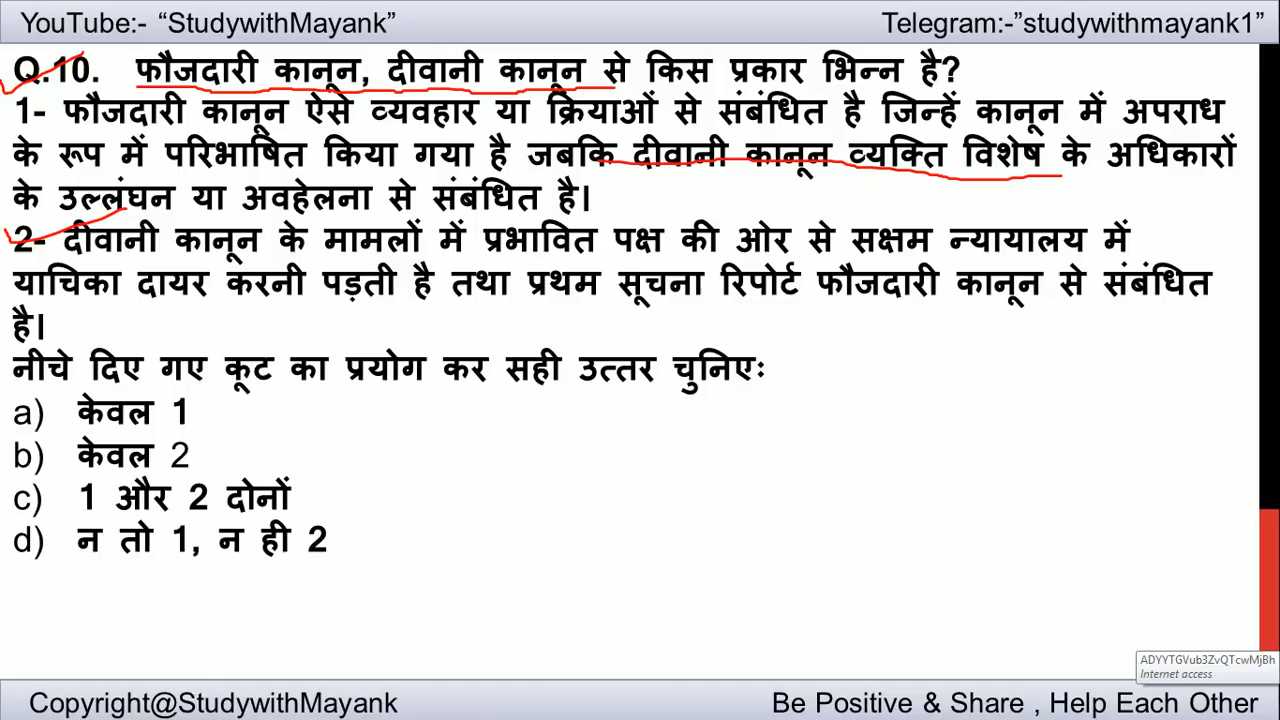 YouTube:- “StudywithMayank”
Telegram:-”studywithmayank1”
Q.10. फौजदारी कानून, दीवानी कानून से किस प्रकार भिन्न है?
1- फौजदारी कानून ऐसे व्यवहार या क्रियाओं से संबंधित है जिन्हें कानून में अपराध
के रूप में परिभाषित किया गया है जबकि दीवानी कानून व्यक्ति विशेष के अधिकारों
के उल्लंघन या अवहेलना से संबंधित है।
2- दीवानी कानून के मामलों में प्रभावित पक्ष की ओर से सक्षम न्यायालय में
याचिका दायर करनी पड़ती है तथा प्रथम सूचना रिपोर्ट फौजदारी कानून से संबंधित
है।
नीचे दिए गए कूट का प्रयोग कर सही उत्तर चुनिएः
a) केवल 1
b) केवल 2
c) 1 और 2 दोनों
d) न तो 1, न ही 2
ADYYTGVub3ZvQTcwMjBh
Internet access
Copyright@StudywithMayank
Be Positive & Share , Help Each Other